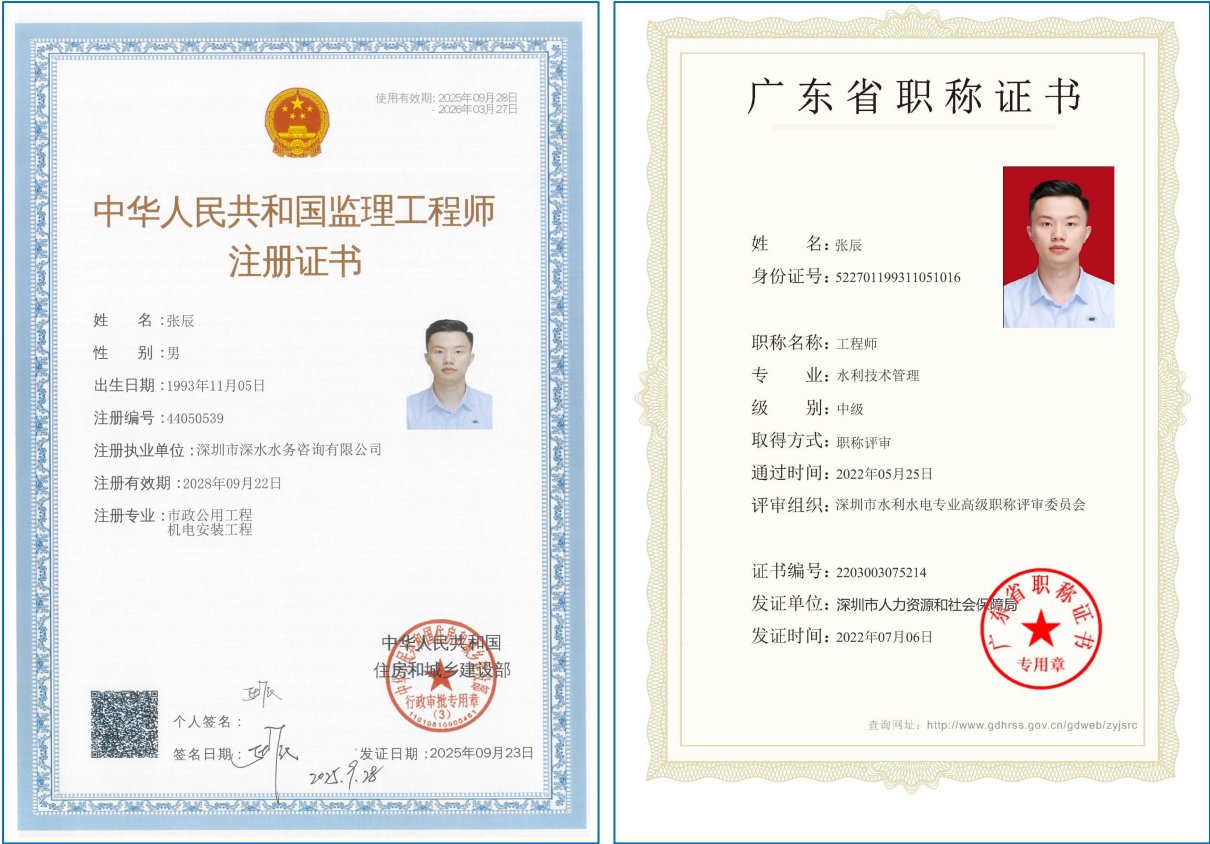 使用有效期: 2025年09月28日
- 2026年03月27日
中华人民共和国监理工程师
注册证书
姓 名：张辰
性 别：男
出生日期：1993年11月05日
注册编号：44050539
注册执业单位：深圳市深水水务咨询有限公司
注册有效期：2028年09月22日
注册专业：市政公用工程
机电安装工程
中华人民共和国
住房和城乡建设部
行政审批专用章
（3）
个人签名：
签名日期：
2025.9.28
发证日期：2025年09月23日
广东省职称证书
姓 名：张辰
身份证号：522701199311051016
职称名称：工程师
专 业：水利技术管理
级 别：中级
取得方式：职称评审
通过时间：2022年05月25日
评审组织：深圳市水利水电专业高级职称评审委员会
证书编号：2203003075214
发证单位：深圳市人力资源和社会保障局
发证时间：2022年07月06日
广东省职称证书
专用章
查询网址：http://www.gdhrss.gov.cn/gdweb/zyjsrc